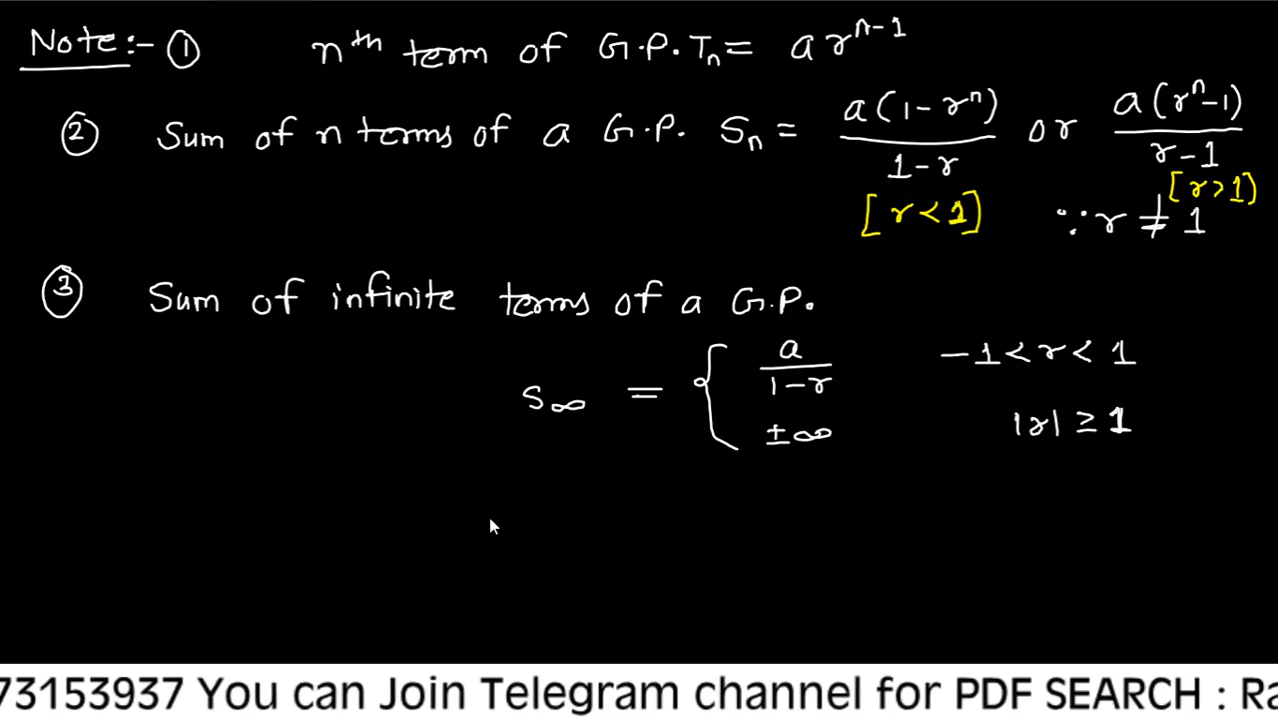 Note:- ① nth term of G.P. Tn = ar^(n-1)
② Sum of n terms of a G.P. Sn = a(1-r^n)/(1-r) or a(r^n-1)/(r-1)
[r<1] ∵ r ≠ 1 [r>1]
③ Sum of infinite terms of a G.P.
S∞ = { a/(1-r) -1<r<1
±∞ |r| ≥ 1
73153937 You can Join Telegram channel for PDF SEARCH : Ra